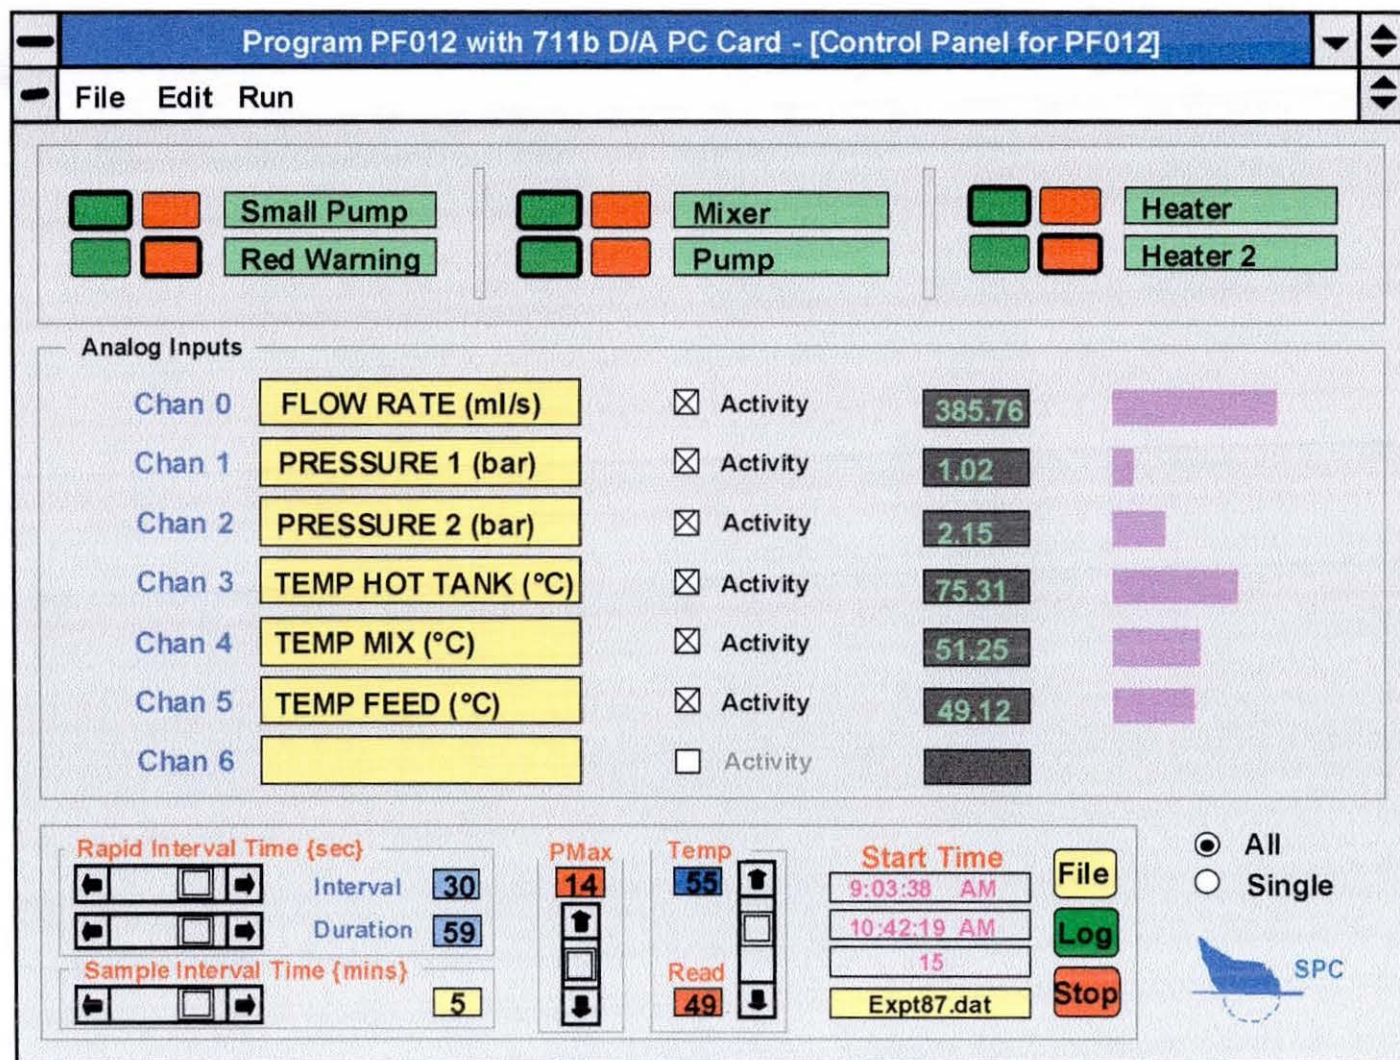 Program PF012 with 711b D/A PC Card - [Control Panel for PF012]
File Edit Run
Small Pump
Mixer
Heater
Red Warning
Pump
Heater 2
Analog Inputs
Chan 0 FLOW RATE (ml/s) Activity 385.76
Chan 1 PRESSURE 1 (bar) Activity 1.02
Chan 2 PRESSURE 2 (bar) Activity 2.15
Chan 3 TEMP HOT TANK (°C) Activity 75.31
Chan 4 TEMP MIX (°C) Activity 51.25
Chan 5 TEMP FEED (°C) Activity 49.12
Chan 6 Activity
Rapid Interval Time {sec}
Interval 30
Duration 59
Sample Interval Time {mins}
5
PMax
14
Temp
55
Read
49
Start Time
9:03:38 AM
10:42:19 AM
15
Expt87.dat
File
Log
Stop
All
Single
SPC